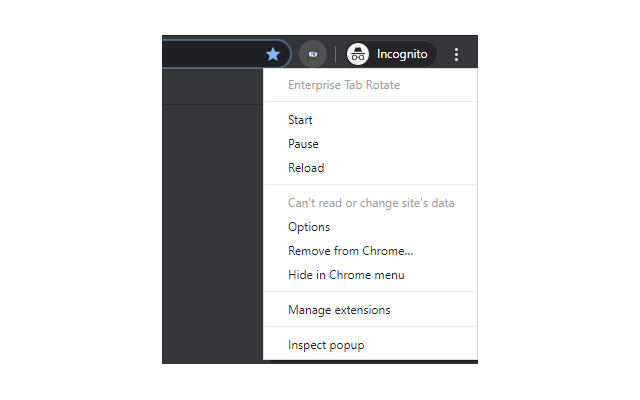 Incognito
Enterprise Tab Rotate
Start
Pause
Reload
Can't read or change site's data
Options
Remove from Chrome...
Hide in Chrome menu
Manage extensions
Inspect popup